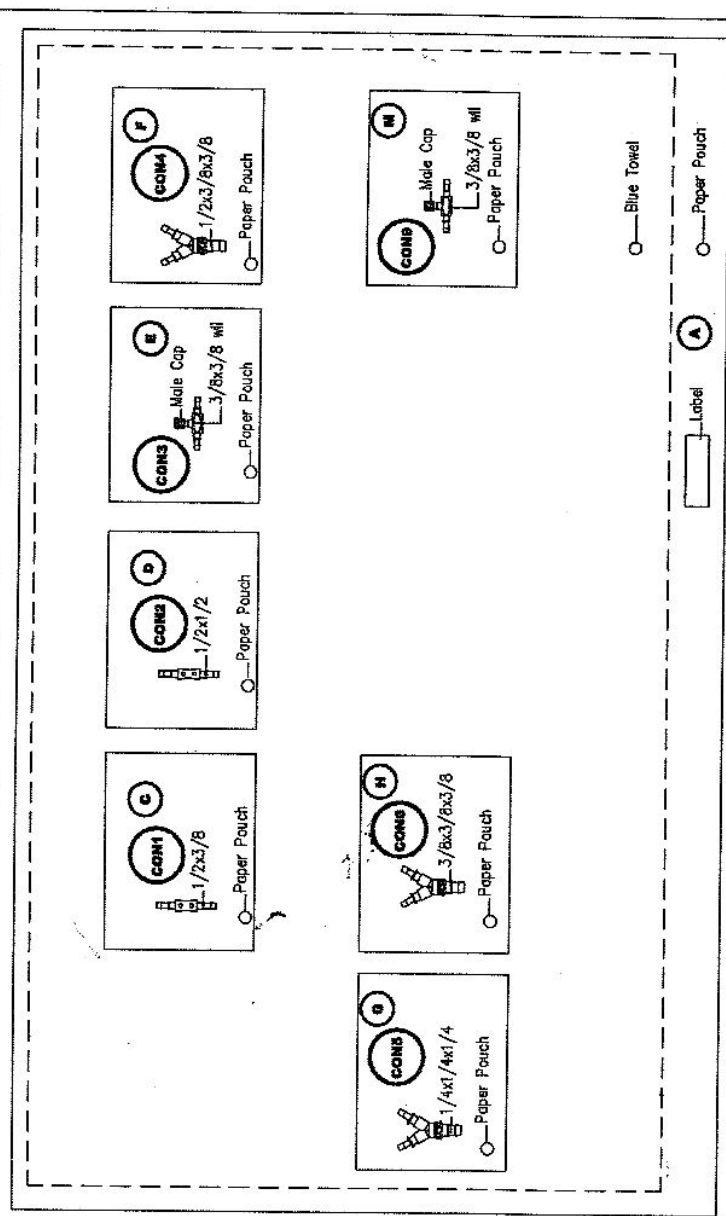 C
CON1
1/2x3/8
Paper Pouch
D
CON2
1/2x1/2
Paper Pouch
E
CON3
Male Cap
3/8x3/8 wll
Paper Pouch
F
CON4
1/2x3/8x3/8
Paper Pouch
G
CON5
1/4x1/4x1/4
Paper Pouch
H
CON6
3/8x3/8x3/8
Paper Pouch
M
CON9
Male Cap
3/8x3/8 wll
Paper Pouch
Blue Towel
Label
A
Paper Pouch